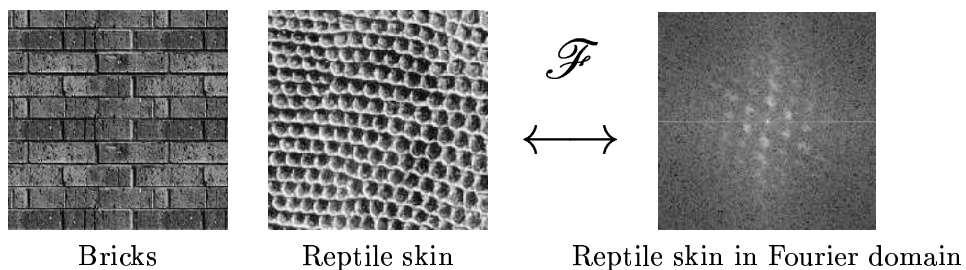 ℱ
⟷
Bricks
Reptile skin
Reptile skin in Fourier domain